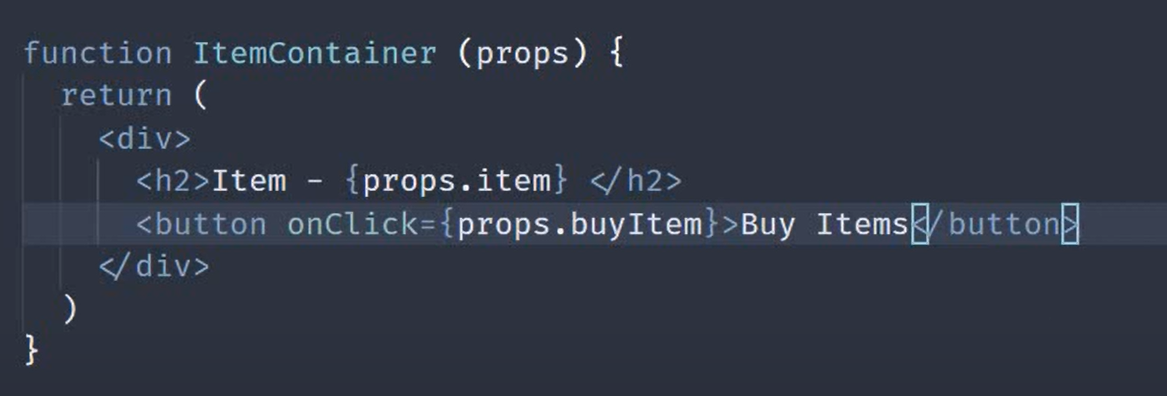 function ItemContainer (props) {
return (
<div>
<h2>Item - {props.item} </h2>
<button onClick={props.buyItem}>Buy Items</button>
</div>
)
}